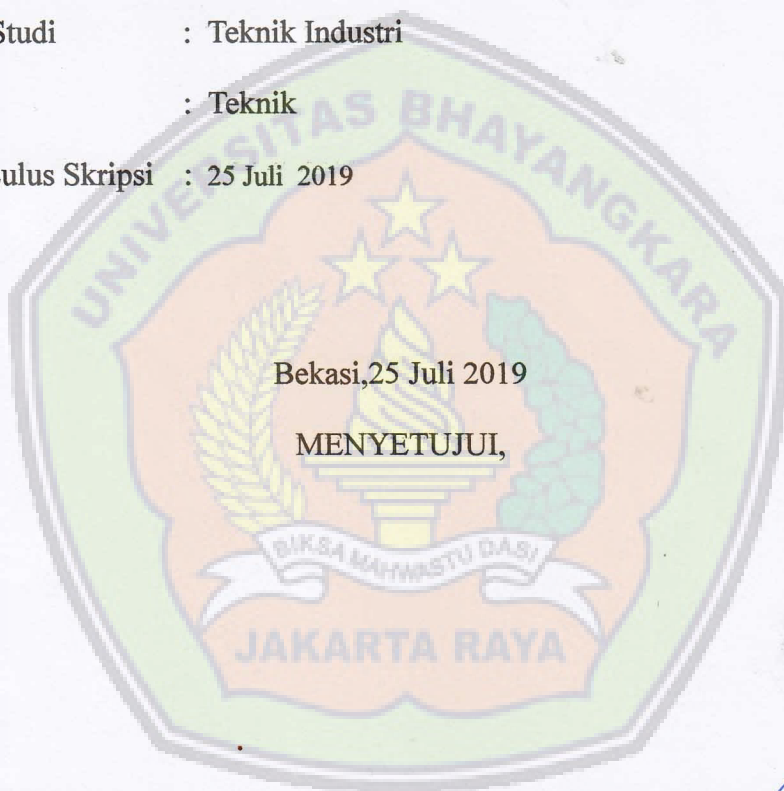 Studi : Teknik Industri
: Teknik
ulus Skripsi : 25 Juli 2019
UNIVERSITAS BHAYANGKARA
Bekasi,25 Juli 2019
MENYETUJUI,
BIKSA MAHWASTU DASI
JAKARTA RAYA